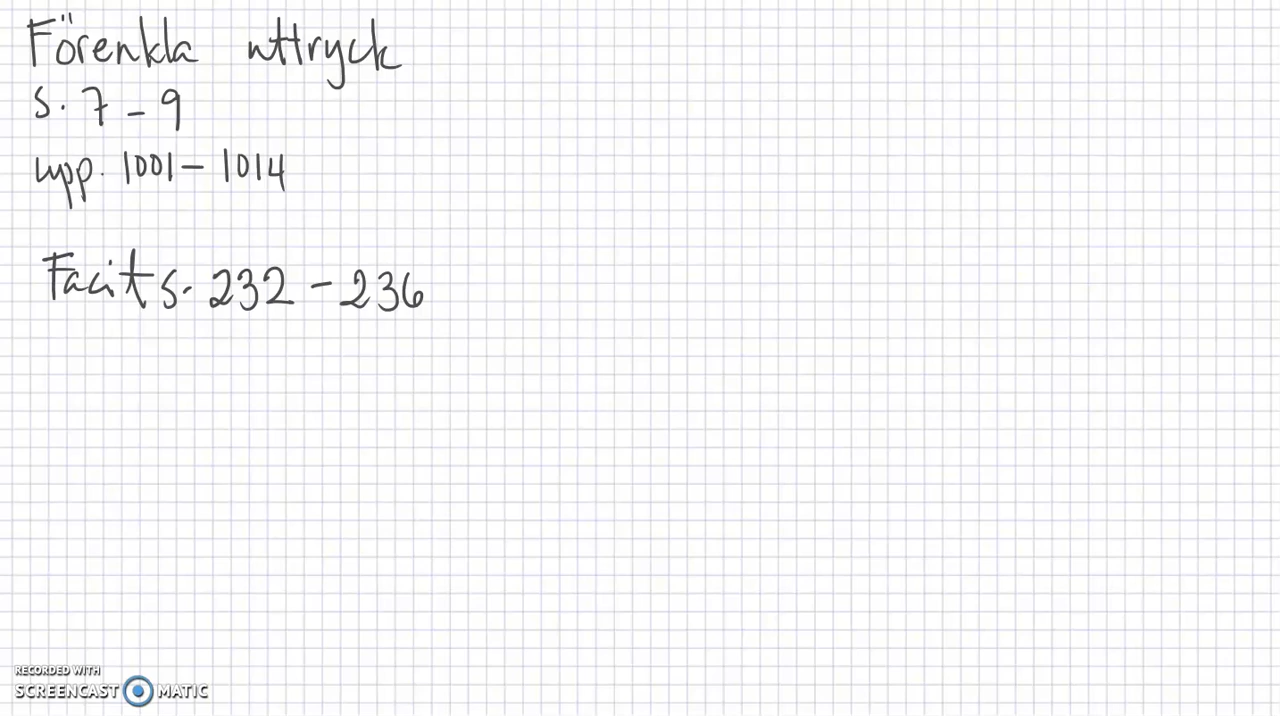 Förenkla uttryck
s. 7 - 9
upp. 1001 - 1014
Facit s. 232 - 236
RECORDED WITH
SCREENCAST MATIC